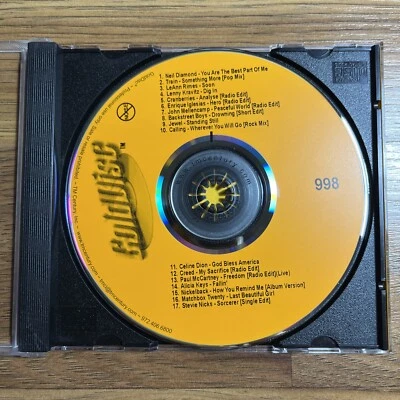 1. Neil Diamond - You Are The Best Part Of Me
2. Train - Something More [Pop Mix]
3. LeAnn Rimes - Soon
4. Lenny Kravitz - Dig In
5. Cranberries - Analyse [Radio Edit]
6. Enrique Iglesias - Hero [Radio Edit]
7. John Mellencamp - Peaceful World [Radio Edit]
8. Backstreet Boys - Drowning [Short Edit]
9. Jewel - Standing Still
10. Calling - Wherever You Will Go [Rock Mix]
GoldDisc™
998
11. Celine Dion - God Bless America
12. Creed - My Sacrifice [Radio Edit]
13. Paul McCartney - Freedom [Radio Edit](Live)
14. Alicia Keys - Fallin'
15. Nickelback - How You Remind Me [Album Version]
16. Matchbox Twenty - Last Beautiful Girl
17. Stevie Nicks - Sorcerer [Single Edit]
972.406.6800